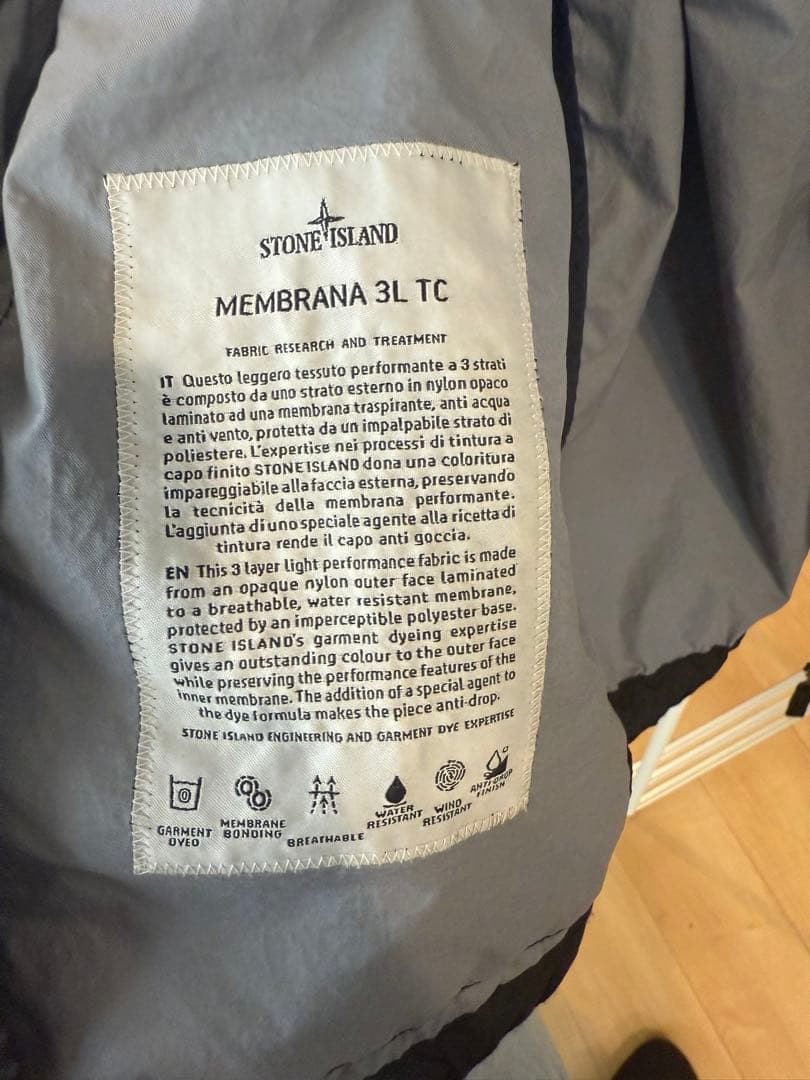 STONE ISLAND
MEMBRANA 3L TC
FABRIC RESEARCH AND TREATMENT
IT Questo leggero tessuto performante a 3 strati
è composto da uno strato esterno in nylon opaco
laminato ad una membrana traspirante, anti acqua
e anti vento, protetta da un impalpabile strato di
poliestere. L'expertise nei processi di tintura a
capo finito STONE ISLAND dona una coloritura
impareggiabile alla faccia esterna, preservando
la tecnicità della membrana performante.
L'aggiunta di uno speciale agente alla ricetta di
tintura rende il capo anti goccia.
EN This 3 layer light performance fabric is made
from an opaque nylon outer face laminated
to a breathable, water resistant membrane,
protected by an imperceptible polyester base.
STONE ISLAND's garment dyeing expertise
gives an outstanding colour to the outer face
while preserving the performance features of the
inner membrane. The addition of a special agent to
the dye formula makes the piece anti-drop.
STONE ISLAND ENGINEERING AND GARMENT DYE EXPERTISE
GARMENT
DYED
MEMBRANE
BONDING
BREATHABLE
WATER
RESISTANT
WIND
RESISTANT
ANTI-DROP
FINISH